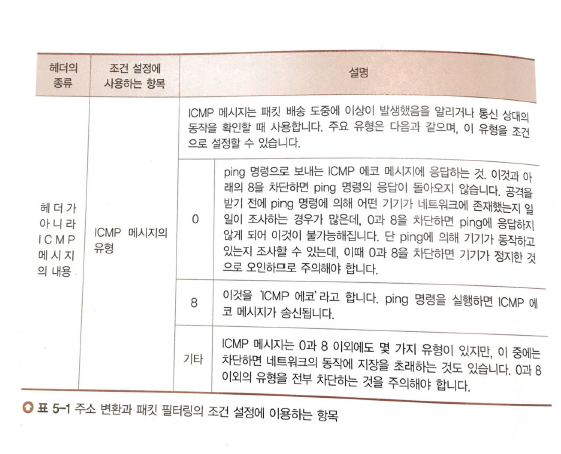 헤더의
종류
조건 설정에
사용하는 항목
설명
헤더가
아니라
ICMP
메시지
의 내용
ICMP 메시지의
유형
ICMP 메시지는 패킷 배송 도중에 이상이 발생했음을 알리거나 통신 상대의
동작을 확인할 때 사용합니다. 주요 유형은 다음과 같으며, 이 유형을 조건
으로 설정할 수 있습니다.
0
ping 명령으로 보내는 ICMP 에코 메시지에 응답하는 것. 이것과 아
래의 8을 차단하면 ping 명령의 응답이 돌아오지 않습니다. 공격을
받기 전에 ping 명령에 의해 어떤 기기가 네트워크에 존재했는지 일
일이 조사하는 경우가 많은데, 0과 8을 차단하면 ping에 응답하지
않게 되어 이것이 불가능해집니다. 단 ping에 의해 기기가 동작하고
있는지 조사할 수 있는데, 이때 0과 8을 차단하면 기기가 정지한 것
으로 오인하므로 주의해야 합니다.
8
이것을 'ICMP 에코'라고 합니다. ping 명령을 실행하면 ICMP 에
코 메시지가 송신됩니다.
기타
ICMP 메시지는 0과 8 이외에도 몇 가지 유형이 있지만, 이 중에는
차단하면 네트워크의 동작에 지장을 초래하는 것도 있습니다. 0과 8
이외의 유형을 전부 차단하는 것을 주의해야 합니다.
표 5-1 주소 변환과 패킷 필터링의 조건 설정에 이용하는 항목